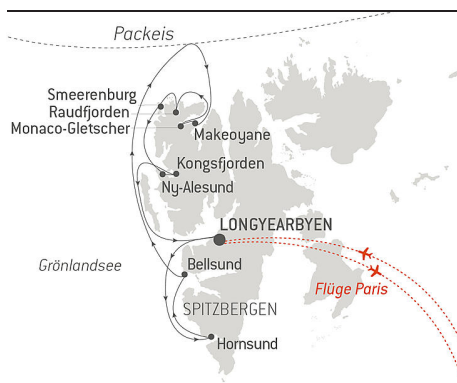 Packeis
Smeerenburg
Raudfjorden
Monaco-Gletscher
Makeoyane
Kongsfjorden
Ny-Alesund
LONGYEARBYEN
Grönlandsee
Bellsund
Flüge Paris
SPITZBERGEN
Hornsund